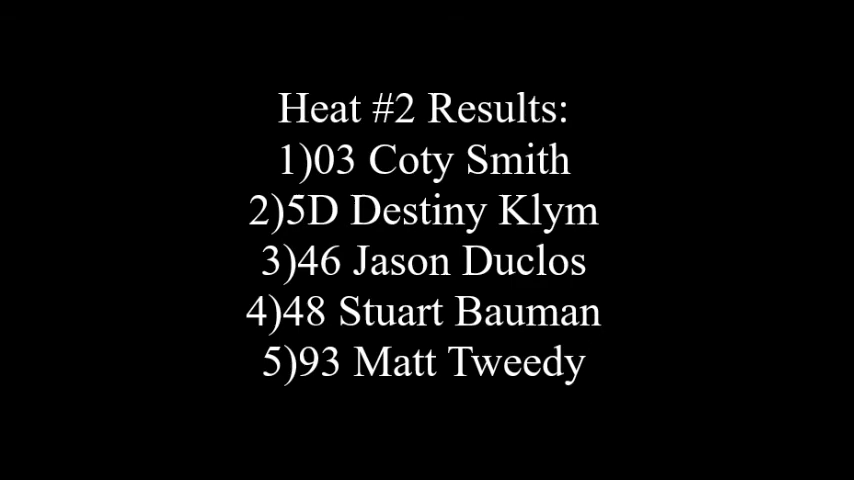 Heat #2 Results:
1)03 Coty Smith
2)5D Destiny Klym
3)46 Jason Duclos
4)48 Stuart Bauman
5)93 Matt Tweedy